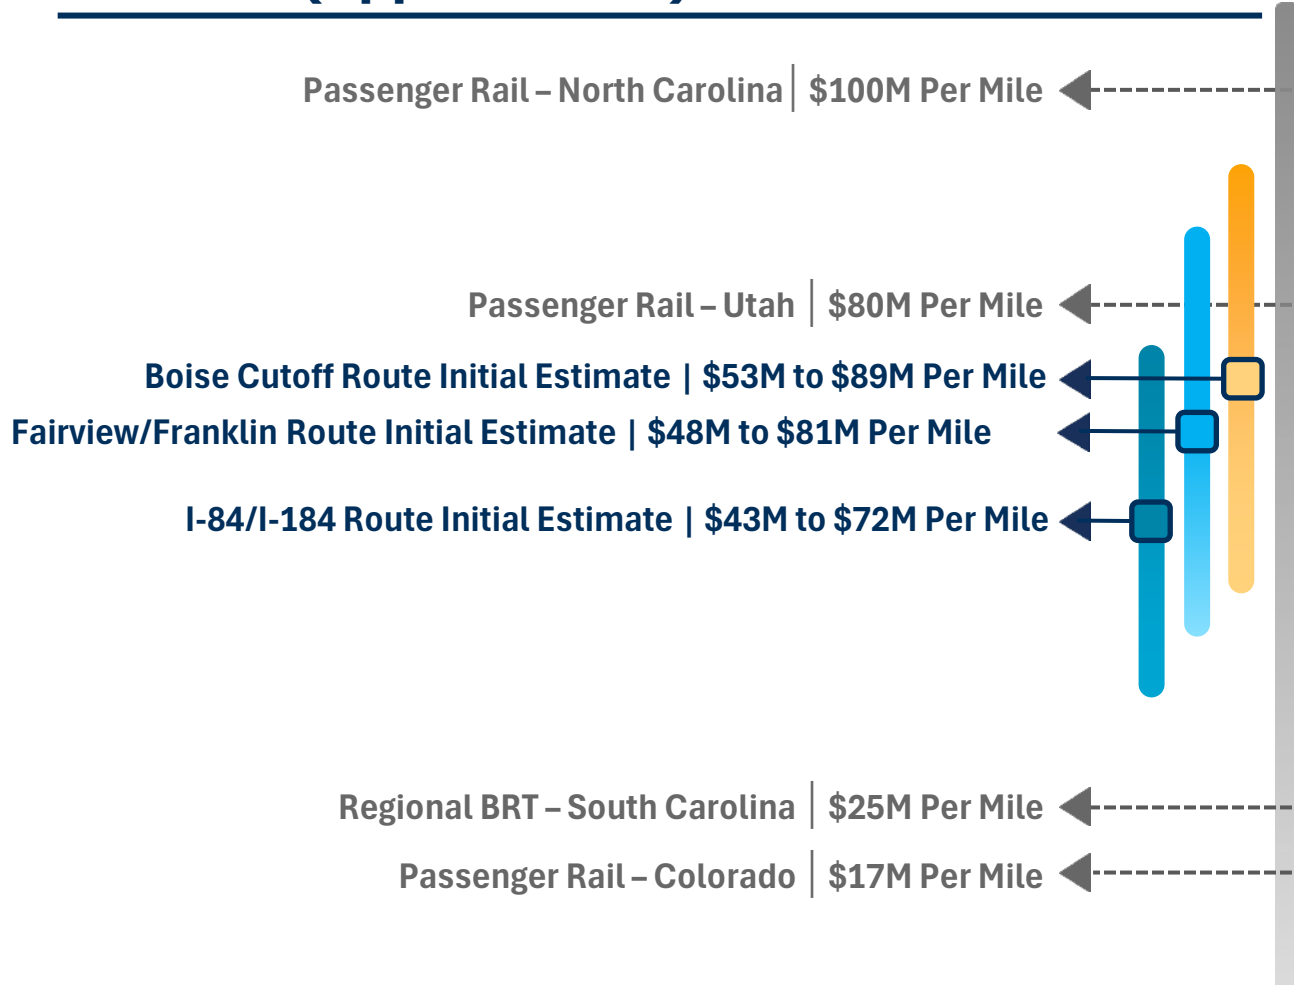 Passenger Rail – North Carolina | $100M Per Mile
Passenger Rail – Utah | $80M Per Mile
Boise Cutoff Route Initial Estimate | $53M to $89M Per Mile
Fairview/Franklin Route Initial Estimate | $48M to $81M Per Mile
I-84/I-184 Route Initial Estimate | $43M to $72M Per Mile
Regional BRT – South Carolina | $25M Per Mile
Passenger Rail – Colorado | $17M Per Mile